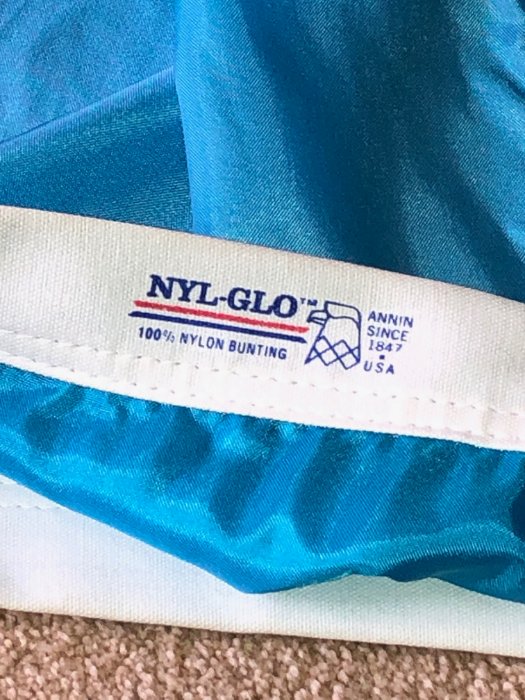 NYL-GLO™
100% NYLON BUNTING
ANNIN
SINCE
1847
•
USA